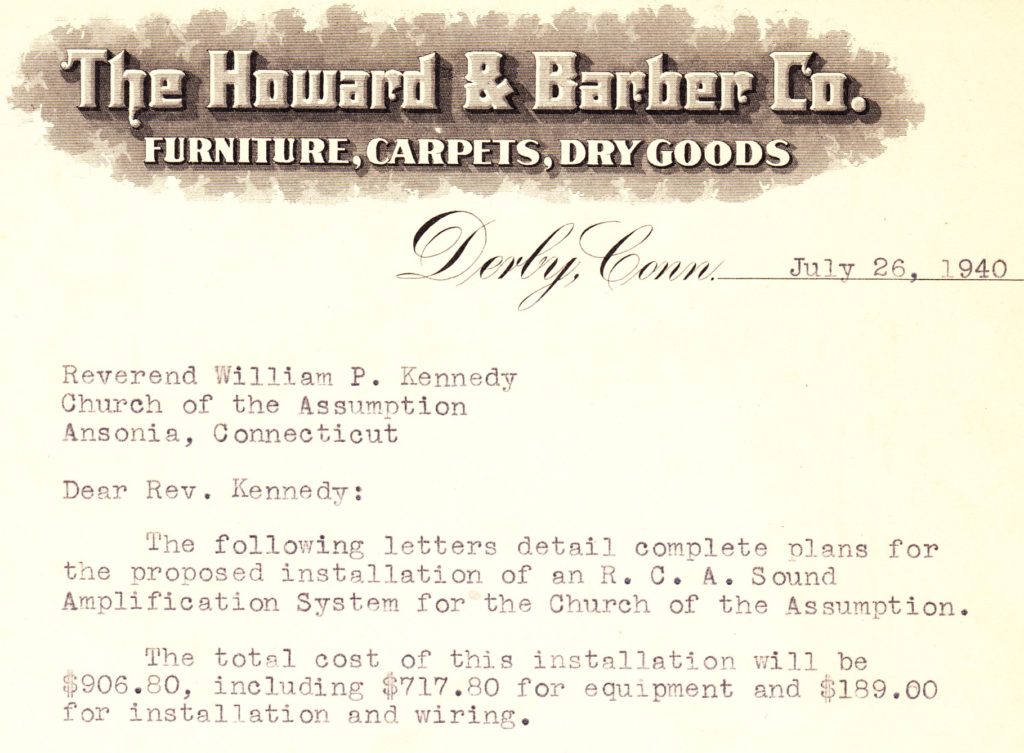 The Howard & Barber Co.
FURNITURE, CARPETS, DRY GOODS
Derby, Conn. July 26, 1940
Reverend William P. Kennedy
Church of the Assumption
Ansonia, Connecticut
Dear Rev. Kennedy:
The following letters detail complete plans for
the proposed installation of an R. C. A. Sound
Amplification System for the Church of the Assumption.
The total cost of this installation will be
$906.80, including $717.80 for equipment and $189.00
for installation and wiring.